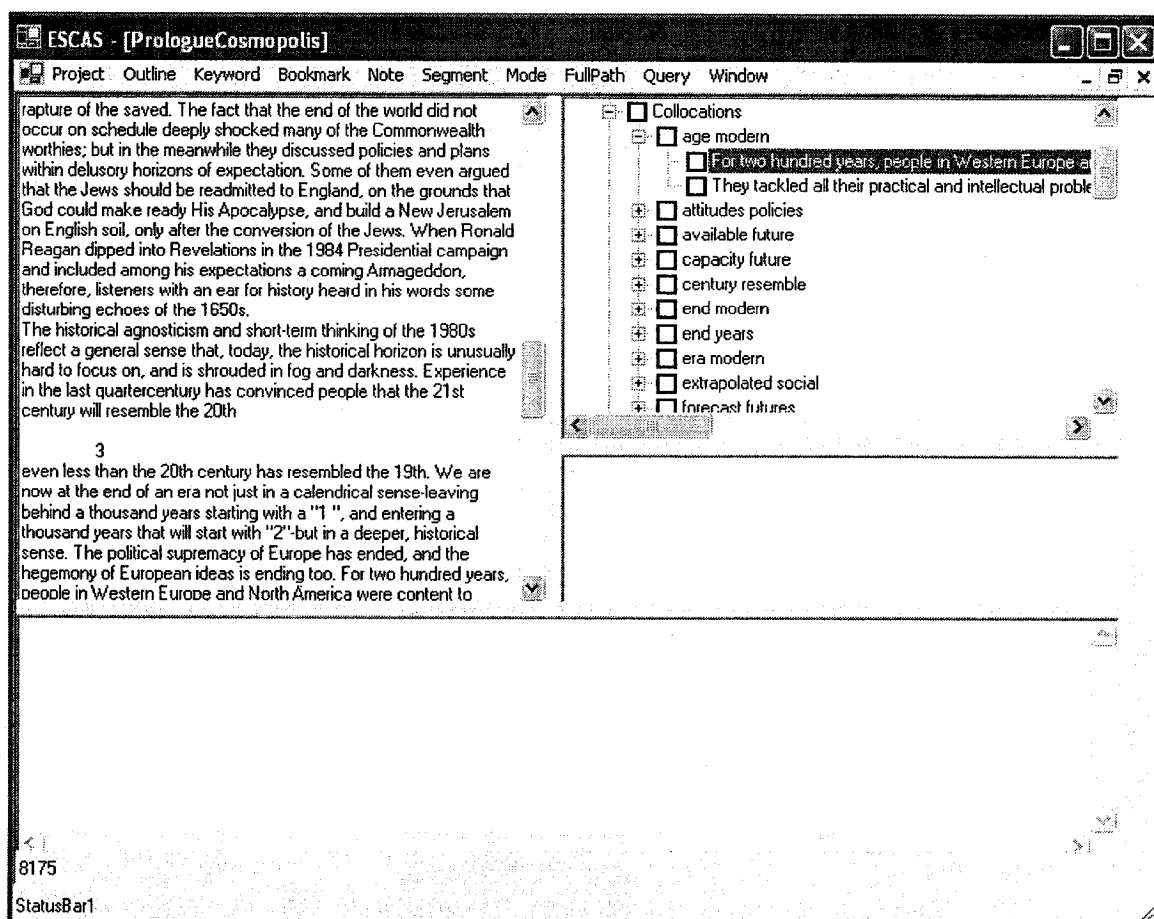 ESCAS - [PrologueCosmopolis]
Project Outline Keyword Bookmark Note Segment Mode FullPath Query Window
rapture of the saved. The fact that the end of the world did not
occur on schedule deeply shocked many of the Commonwealth
worthies; but in the meanwhile they discussed policies and plans
within delusory horizons of expectation. Some of them even argued
that the Jews should be readmitted to England, on the grounds that
God could make ready His Apocalypse, and build a New Jerusalem
on English soil, only after the conversion of the Jews. When Ronald
Reagan dipped into Revelations in the 1984 Presidential campaign
and included among his expectations a coming Armageddon,
therefore, listeners with an ear for history heard in his words some
disturbing echoes of the 1650s.
The historical agnosticism and short-term thinking of the 1980s
reflect a general sense that, today, the historical horizon is unusually
hard to focus on, and is shrouded in fog and darkness. Experience
in the last quartercentury has convinced people that the 21st
century will resemble the 20th
3
even less than the 20th century has resembled the 19th. We are
now at the end of an era not just in a calendrical sense-leaving
behind a thousand years starting with a "1 ", and entering a
thousand years that will start with "2"-but in a deeper, historical
sense. The political supremacy of Europe has ended, and the
hegemony of European ideas is ending too. For two hundred years,
people in Western Europe and North America were content to
Collocations
age modern
For two hundred years, people in Western Europe a
They tackled all their practical and intellectual proble
attitudes policies
available future
capacity future
century resemble
end modern
end years
era modern
extrapolated social
forecast futures
8175
StatusBar1